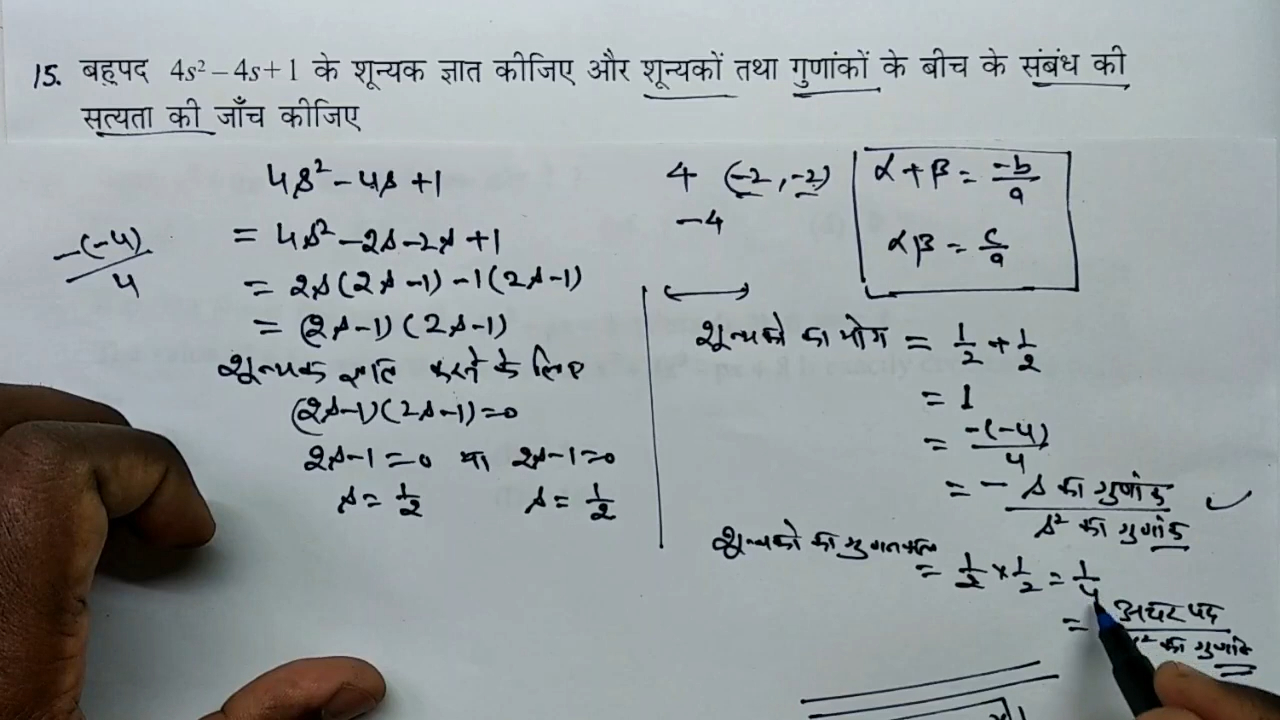 15. बहुपद 4s² – 4s + 1 के शून्यक ज्ञात कीजिए और शून्यकों तथा गुणांकों के बीच के संबंध की
सत्यता की जाँच कीजिए
4s² – 4s + 1
= 4s² – 2s – 2s + 1
= 2s(2s – 1) – 1(2s – 1)
= (2s – 1)(2s – 1)
शून्यक ज्ञात करने के लिए
(2s – 1)(2s – 1) = 0
2s – 1 = 0 या 2s – 1 = 0
s = 1/2 s = 1/2
-(-4)/4
4 (-2, -2)
-4
α + β = -b/a
αβ = c/a
शून्यको का योग = 1/2 + 1/2
= 1
= -(-4)/4
= - s का गुणांक / s² का गुणांक
शून्यको का गुणनफल
= 1/2 × 1/2 = 1/4
= अचर पद / s² का गुणांक